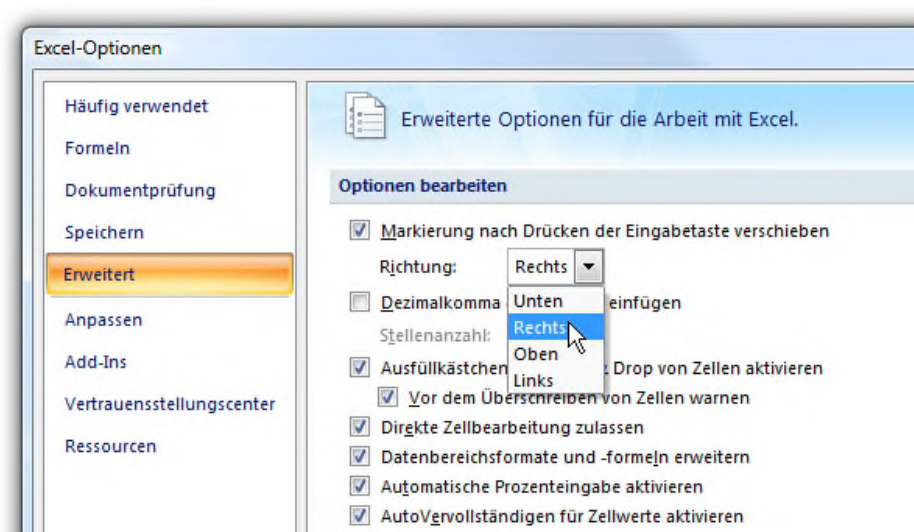 Excel-Optionen
Häufig verwendet
Formeln
Dokumentprüfung
Speichern
Erweitert
Anpassen
Add-Ins
Vertrauensstellungscenter
Ressourcen
Erweiterte Optionen für die Arbeit mit Excel.
Optionen bearbeiten
Markierung nach Drücken der Eingabetaste verschieben
Richtung: Rechts
Unten
Rechts
Oben
Links
Dezimalkomma einfügen
Stellenanzahl:
Ausfüllkästchen Drop von Zellen aktivieren
Vor dem Überschreiben von Zellen warnen
Direkte Zellbearbeitung zulassen
Datenbereichsformate und -formeln erweitern
Automatische Prozenteingabe aktivieren
AutoVervollständigen für Zellwerte aktivieren